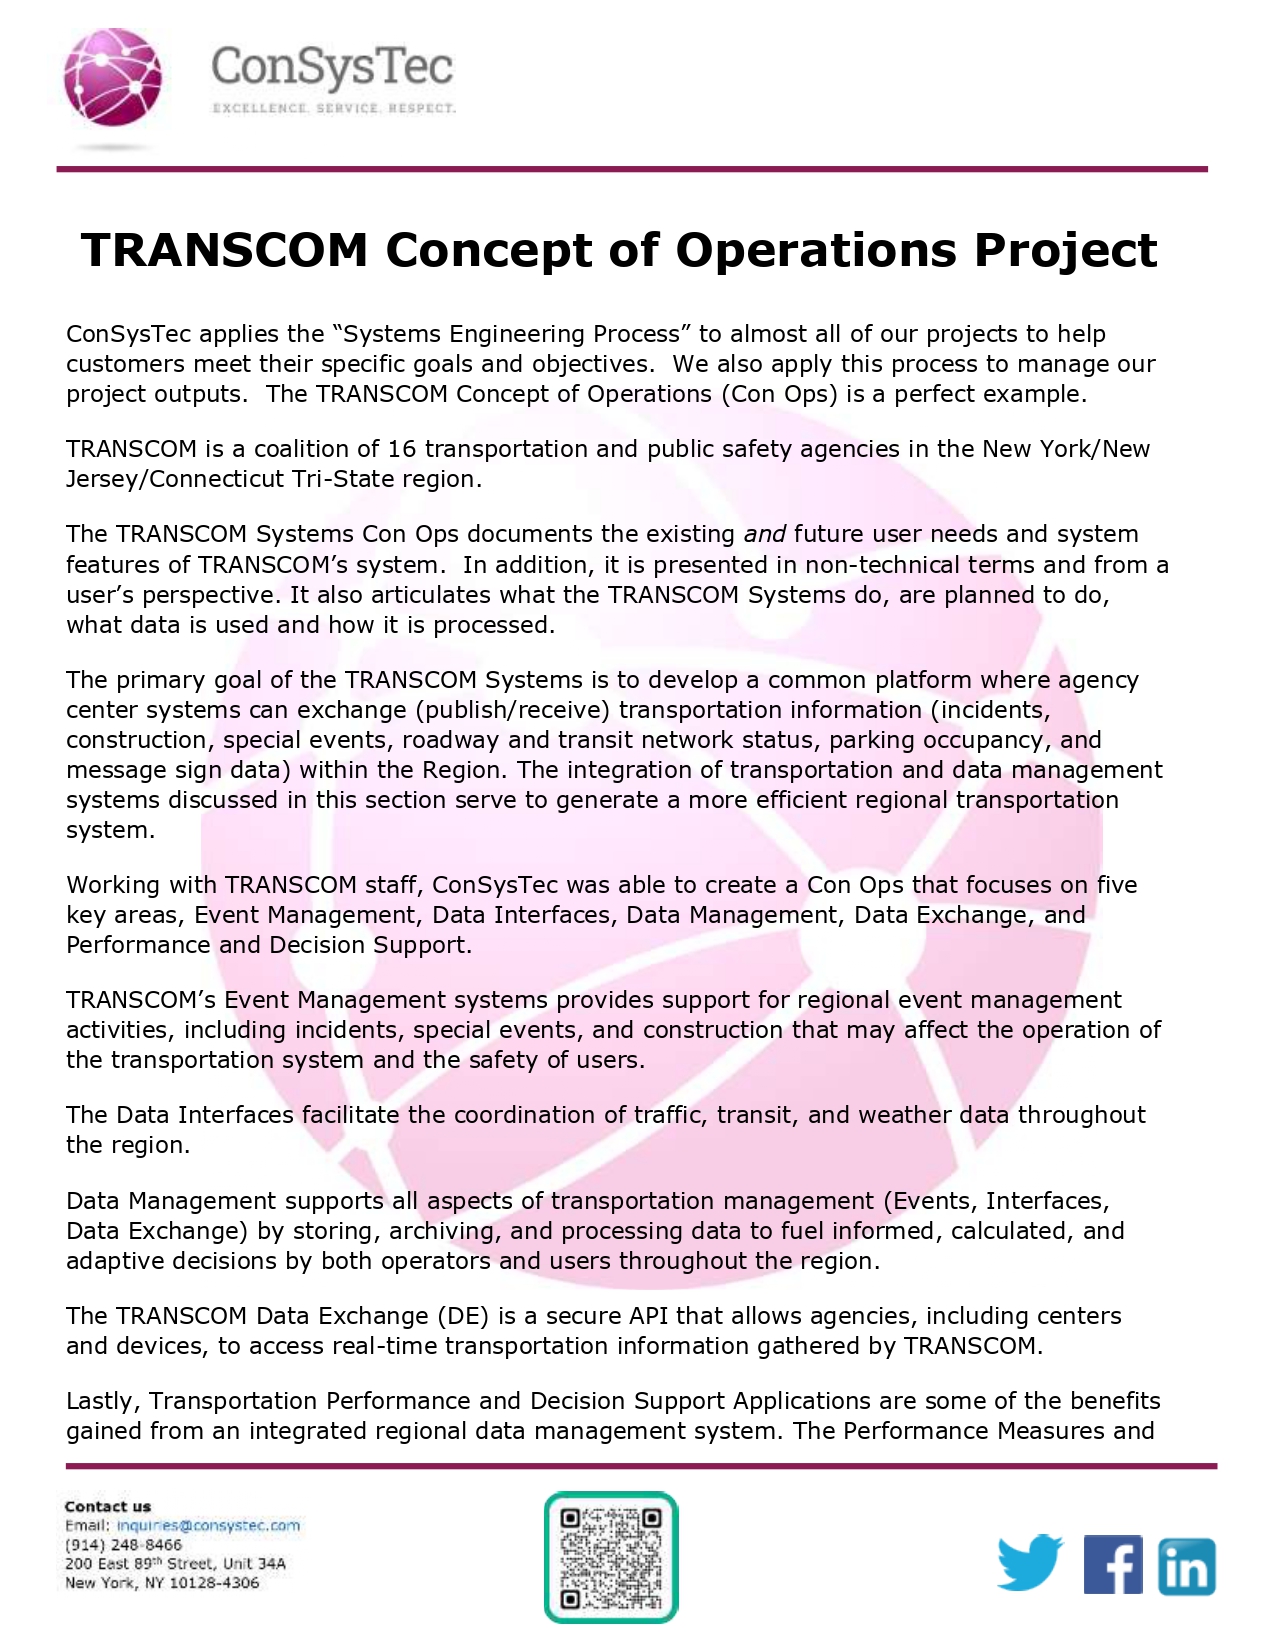 ConSysTec
EXCELLENCE. SERVICE. RESPECT.
TRANSCOM Concept of Operations Project
ConSysTec applies the “Systems Engineering Process” to almost all of our projects to help
customers meet their specific goals and objectives.  We also apply this process to manage our
project outputs.  The TRANSCOM Concept of Operations (Con Ops) is a perfect example.
TRANSCOM is a coalition of 16 transportation and public safety agencies in the New York/New
Jersey/Connecticut Tri-State region.
The TRANSCOM Systems Con Ops documents the existing and future user needs and system
features of TRANSCOM’s system.  In addition, it is presented in non-technical terms and from a
user’s perspective. It also articulates what the TRANSCOM Systems do, are planned to do,
what data is used and how it is processed.
The primary goal of the TRANSCOM Systems is to develop a common platform where agency
center systems can exchange (publish/receive) transportation information (incidents,
construction, special events, roadway and transit network status, parking occupancy, and
message sign data) within the Region. The integration of transportation and data management
systems discussed in this section serve to generate a more efficient regional transportation
system.
Working with TRANSCOM staff, ConSysTec was able to create a Con Ops that focuses on five
key areas, Event Management, Data Interfaces, Data Management, Data Exchange, and
Performance and Decision Support.
TRANSCOM’s Event Management systems provides support for regional event management
activities, including incidents, special events, and construction that may affect the operation of
the transportation system and the safety of users.
The Data Interfaces facilitate the coordination of traffic, transit, and weather data throughout
the region.
Data Management supports all aspects of transportation management (Events, Interfaces,
Data Exchange) by storing, archiving, and processing data to fuel informed, calculated, and
adaptive decisions by both operators and users throughout the region.
The TRANSCOM Data Exchange (DE) is a secure API that allows agencies, including centers
and devices, to access real-time transportation information gathered by TRANSCOM.
Lastly, Transportation Performance and Decision Support Applications are some of the benefits
gained from an integrated regional data management system. The Performance Measures and
Contact us
Email: inquiries@consystec.com
(914) 248-8466
200 East 89th Street, Unit 34A
New York, NY 10128-4306